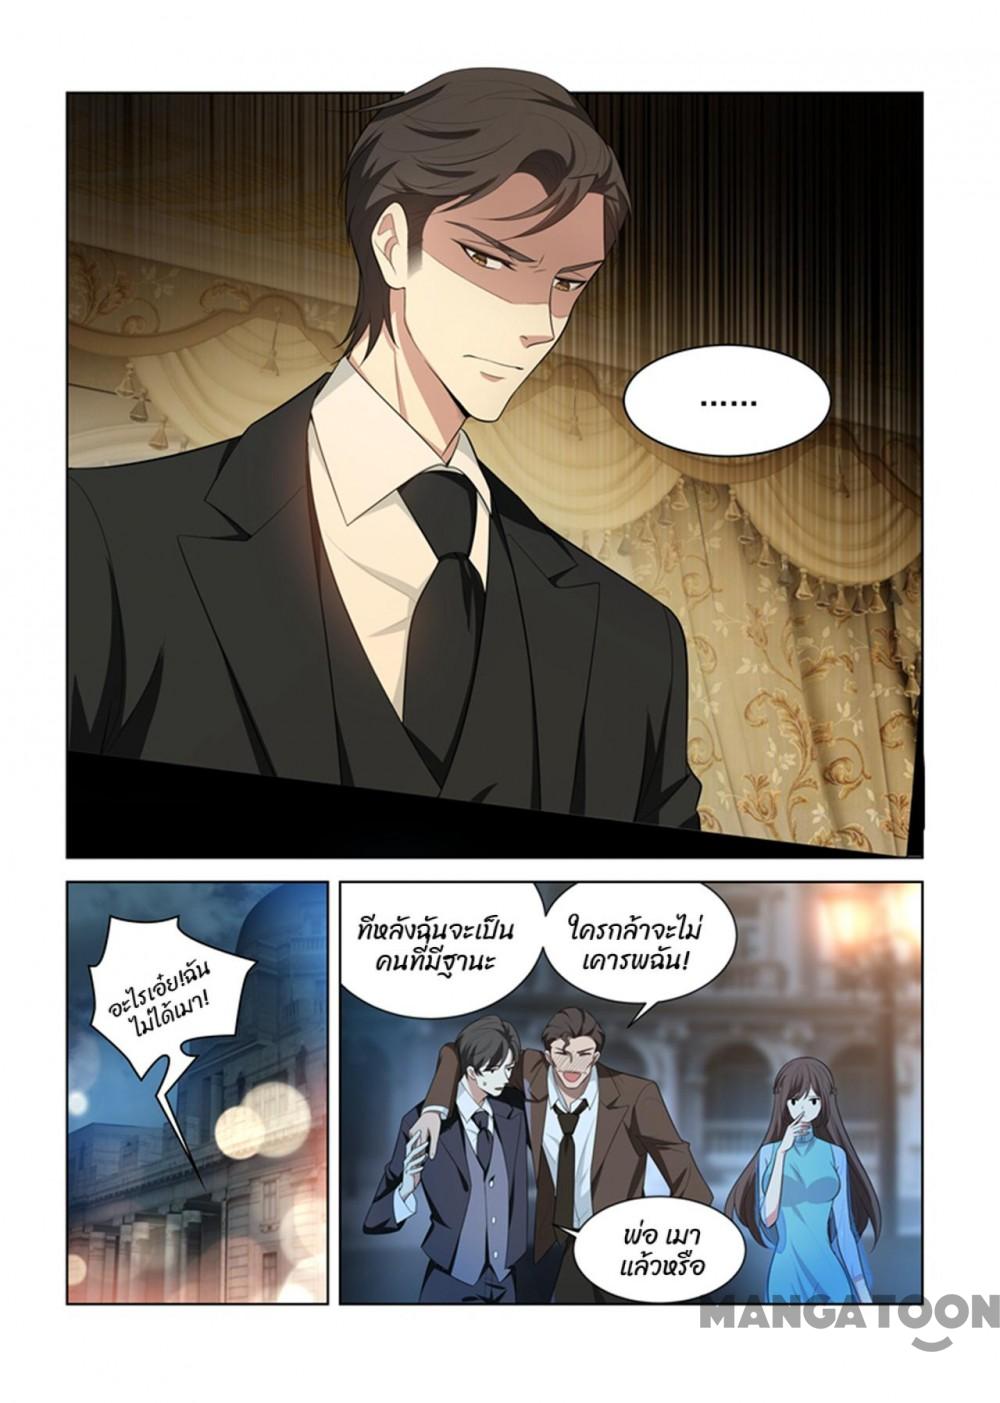 ......
อะไรเอ๋ย!ฉัน
ไม่ได้เมา!
ทีหลังฉันจะเป็น
คนที่มีฐานะ
ใครกล้าจะไม่
เคารพฉัน!
พ่อ เมา
แล้วหรือ
MANGATOON